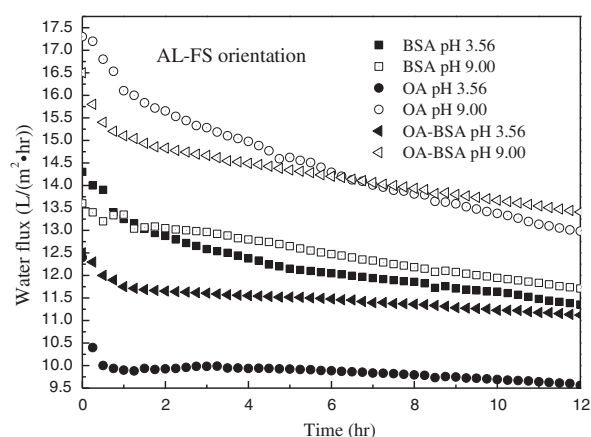 17.5
17.0
16.5
16.0
15.5
15.0
14.5
14.0
13.5
13.0
12.5
12.0
11.5
11.0
10.5
10.0
9.5
Water flux (L/(m²•hr))
AL-FS orientation
BSA pH 3.56
BSA pH 9.00
OA pH 3.56
OA pH 9.00
OA-BSA pH 3.56
OA-BSA pH 9.00
0 2 4 6 8 10 12
Time (hr)